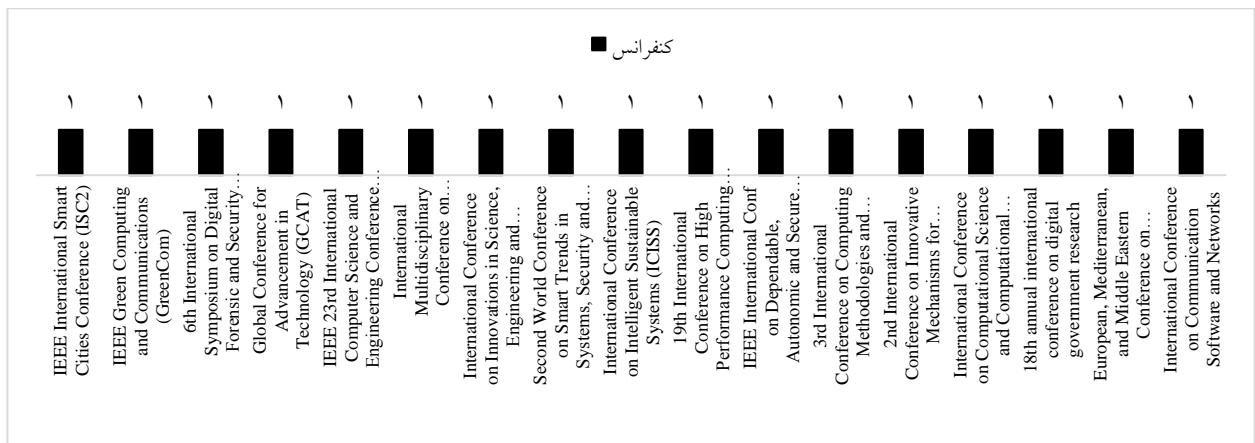 کنفرانس
۱ ۱ ۱ ۱ ۱ ۱ ۱ ۱ ۱ ۱ ۱ ۱ ۱ ۱ ۱ ۱ ۱
IEEE International Smart
Cities Conference (ISC2)
IEEE Green Computing
and Communications
(GreenCom)
6th International
Symposium on Digital
Forensic and Security…
Global Conference for
Advancement in
Technology (GCAT)
IEEE 23rd International
Computer Science and
Engineering Conference…
International
Multidisciplinary
Conference on…
International Conference
on Innovations in Science,
Engineering and…
Second World Conference
on Smart Trends in
Systems, Security and…
International Conference
on Intelligent Sustainable
Systems (ICISS)
19th International
Conference on High
Performance Computing…
IEEE International Conf
on Dependable,
Autonomic and Secure…
3rd International
Conference on Computing
Methodologies and…
2nd International
Conference on Innovative
Mechanisms for…
International Conference
on Computational Science
and Computational…
18th annual international
conference on digital
government research
European, Mediterranean,
and Middle Eastern
Conference on…
International Conference
on Communication
Software and Networks